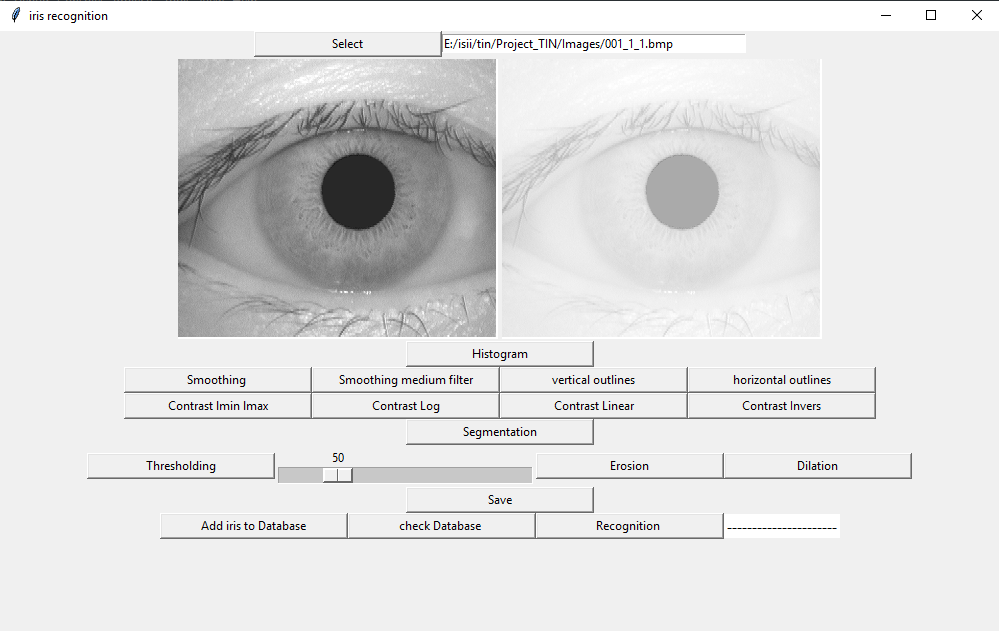 iris recognition
Select E:/isii/tin/Project_TIN/Images/001_1_1.bmp
Histogram
Smoothing Smoothing medium filter vertical outlines horizontal outlines
Contrast Imin Imax Contrast Log Contrast Linear Contrast Invers
Segmentation
50
Thresholding Erosion Dilation
Save
Add iris to Database check Database Recognition ----------------------